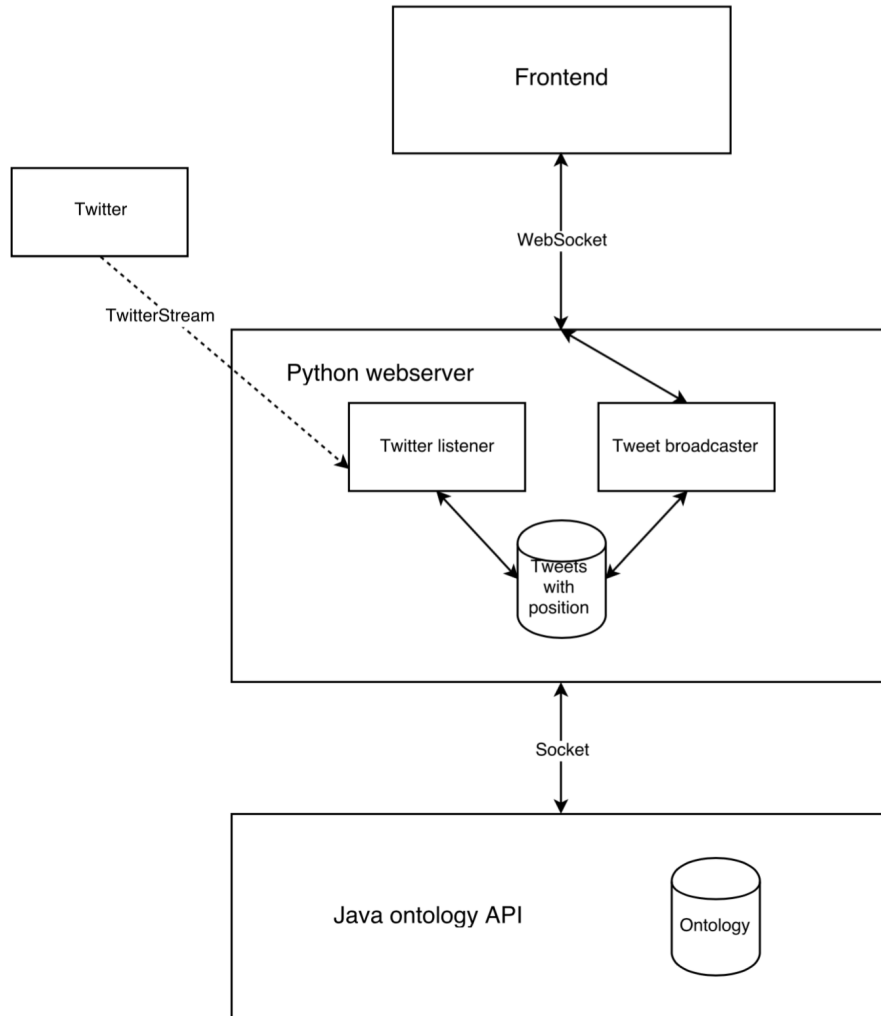 Frontend
Twitter
WebSocket
TwitterStream
Python webserver
Twitter listener
Tweet broadcaster
Tweets
with
position
Socket
Java ontology API
Ontology